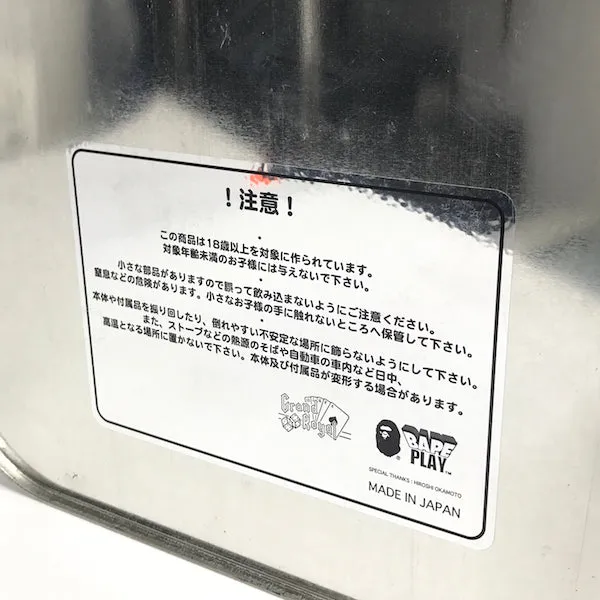 ！注意！
・
この商品は18歳以上を対象に作られています。
対象年齢未満のお子様には与えないで下さい。
・
小さな部品がありますので誤って飲み込まないようにご注意ください。
窒息などの危険があります。小さなお子様の手に触れないところへ保管して下さい。
・
本体や付属品を振り回したり、倒れやすい不安定な場所に飾らないようにして下さい。
また、ストーブなどの熱源のそばや自動車の車内など日中、
高温となる場所に置かないで下さい。本体及び付属品が変形する場合があります。
Grand Royal
BAPE PLAY™
SPECIAL THANKS : HIROSHI OKAMOTO
MADE IN JAPAN